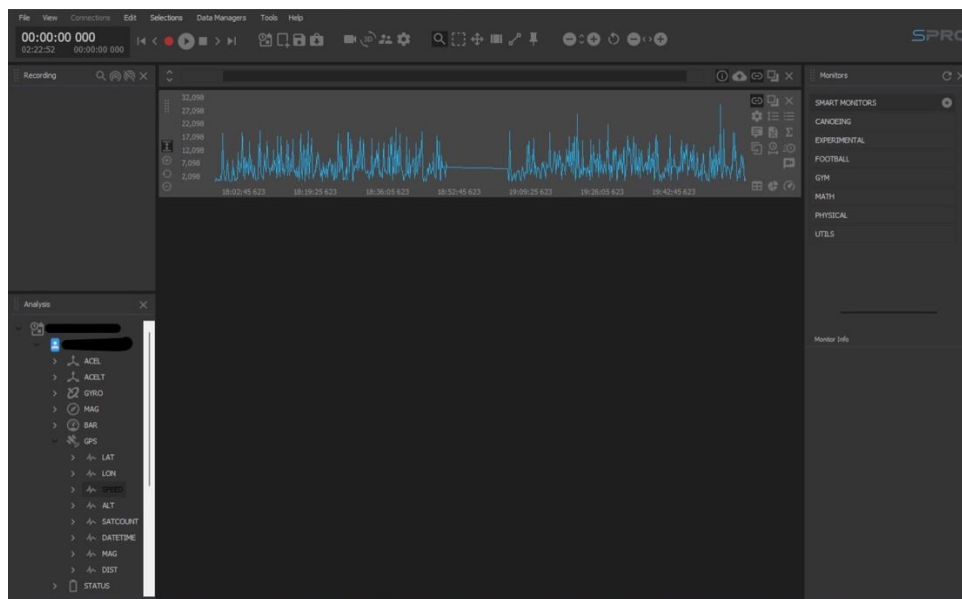 File View Connections Edit Selections Data Managers Tools Help
00:00:00 000
02:22:52 00:00:00 000
3D
SPRO
Recording
Monitors
32,098
27,098
22,098
17,098
12,098
7,098
2,098
18:02:45 623 18:19:25 623 18:36:05 623 18:52:45 623 19:09:25 623 19:26:05 623 19:42:45 623
SMART MONITORS
CANOEING
EXPERIMENTAL
FOOTBALL
GYM
MATH
PHYSICAL
UTILS
Monitor Info
Analysis
ACEL
ACELT
GYRO
MAG
BAR
GPS
LAT
LON
SPEED
ALT
SATCOUNT
DATETIME
MAG
DIST
STATUS